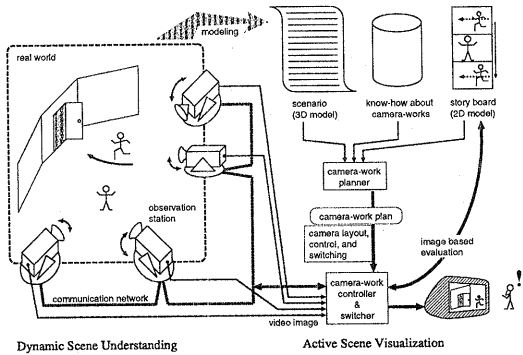 modeling
real world
scenario
(3D model)
know-how about
camera-works
story board
(2D model)
camera-work
planner
camera-work plan
camera layout,
control, and
switching
observation
station
image based
evaluation
camera-work
controller
&
switcher
!
communication network
video image
Dynamic Scene Understanding
Active Scene Visualization